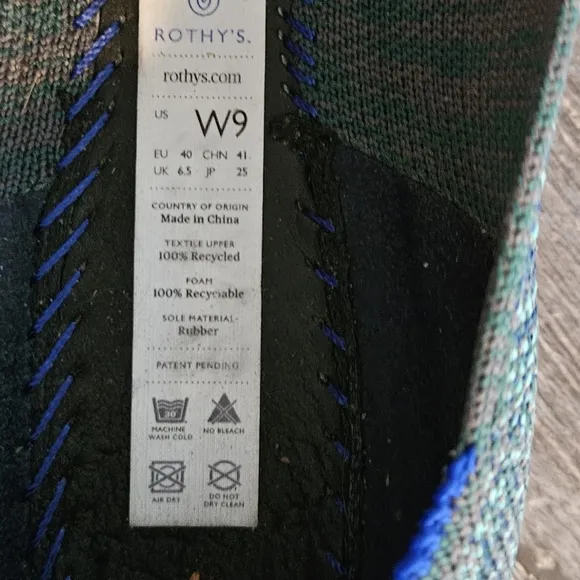 ROTHY'S.
rothys.com
US W9
EU 40 CHN 41
UK 6.5 JP 25
COUNTRY OF ORIGIN
Made in China
TEXTILE UPPER
100% Recycled
FOAM
100% Recyclable
SOLE MATERIAL
Rubber
PATENT PENDING
30°
MACHINE
WASH COLD
NO BLEACH
AIR DRY
DO NOT
DRY CLEAN